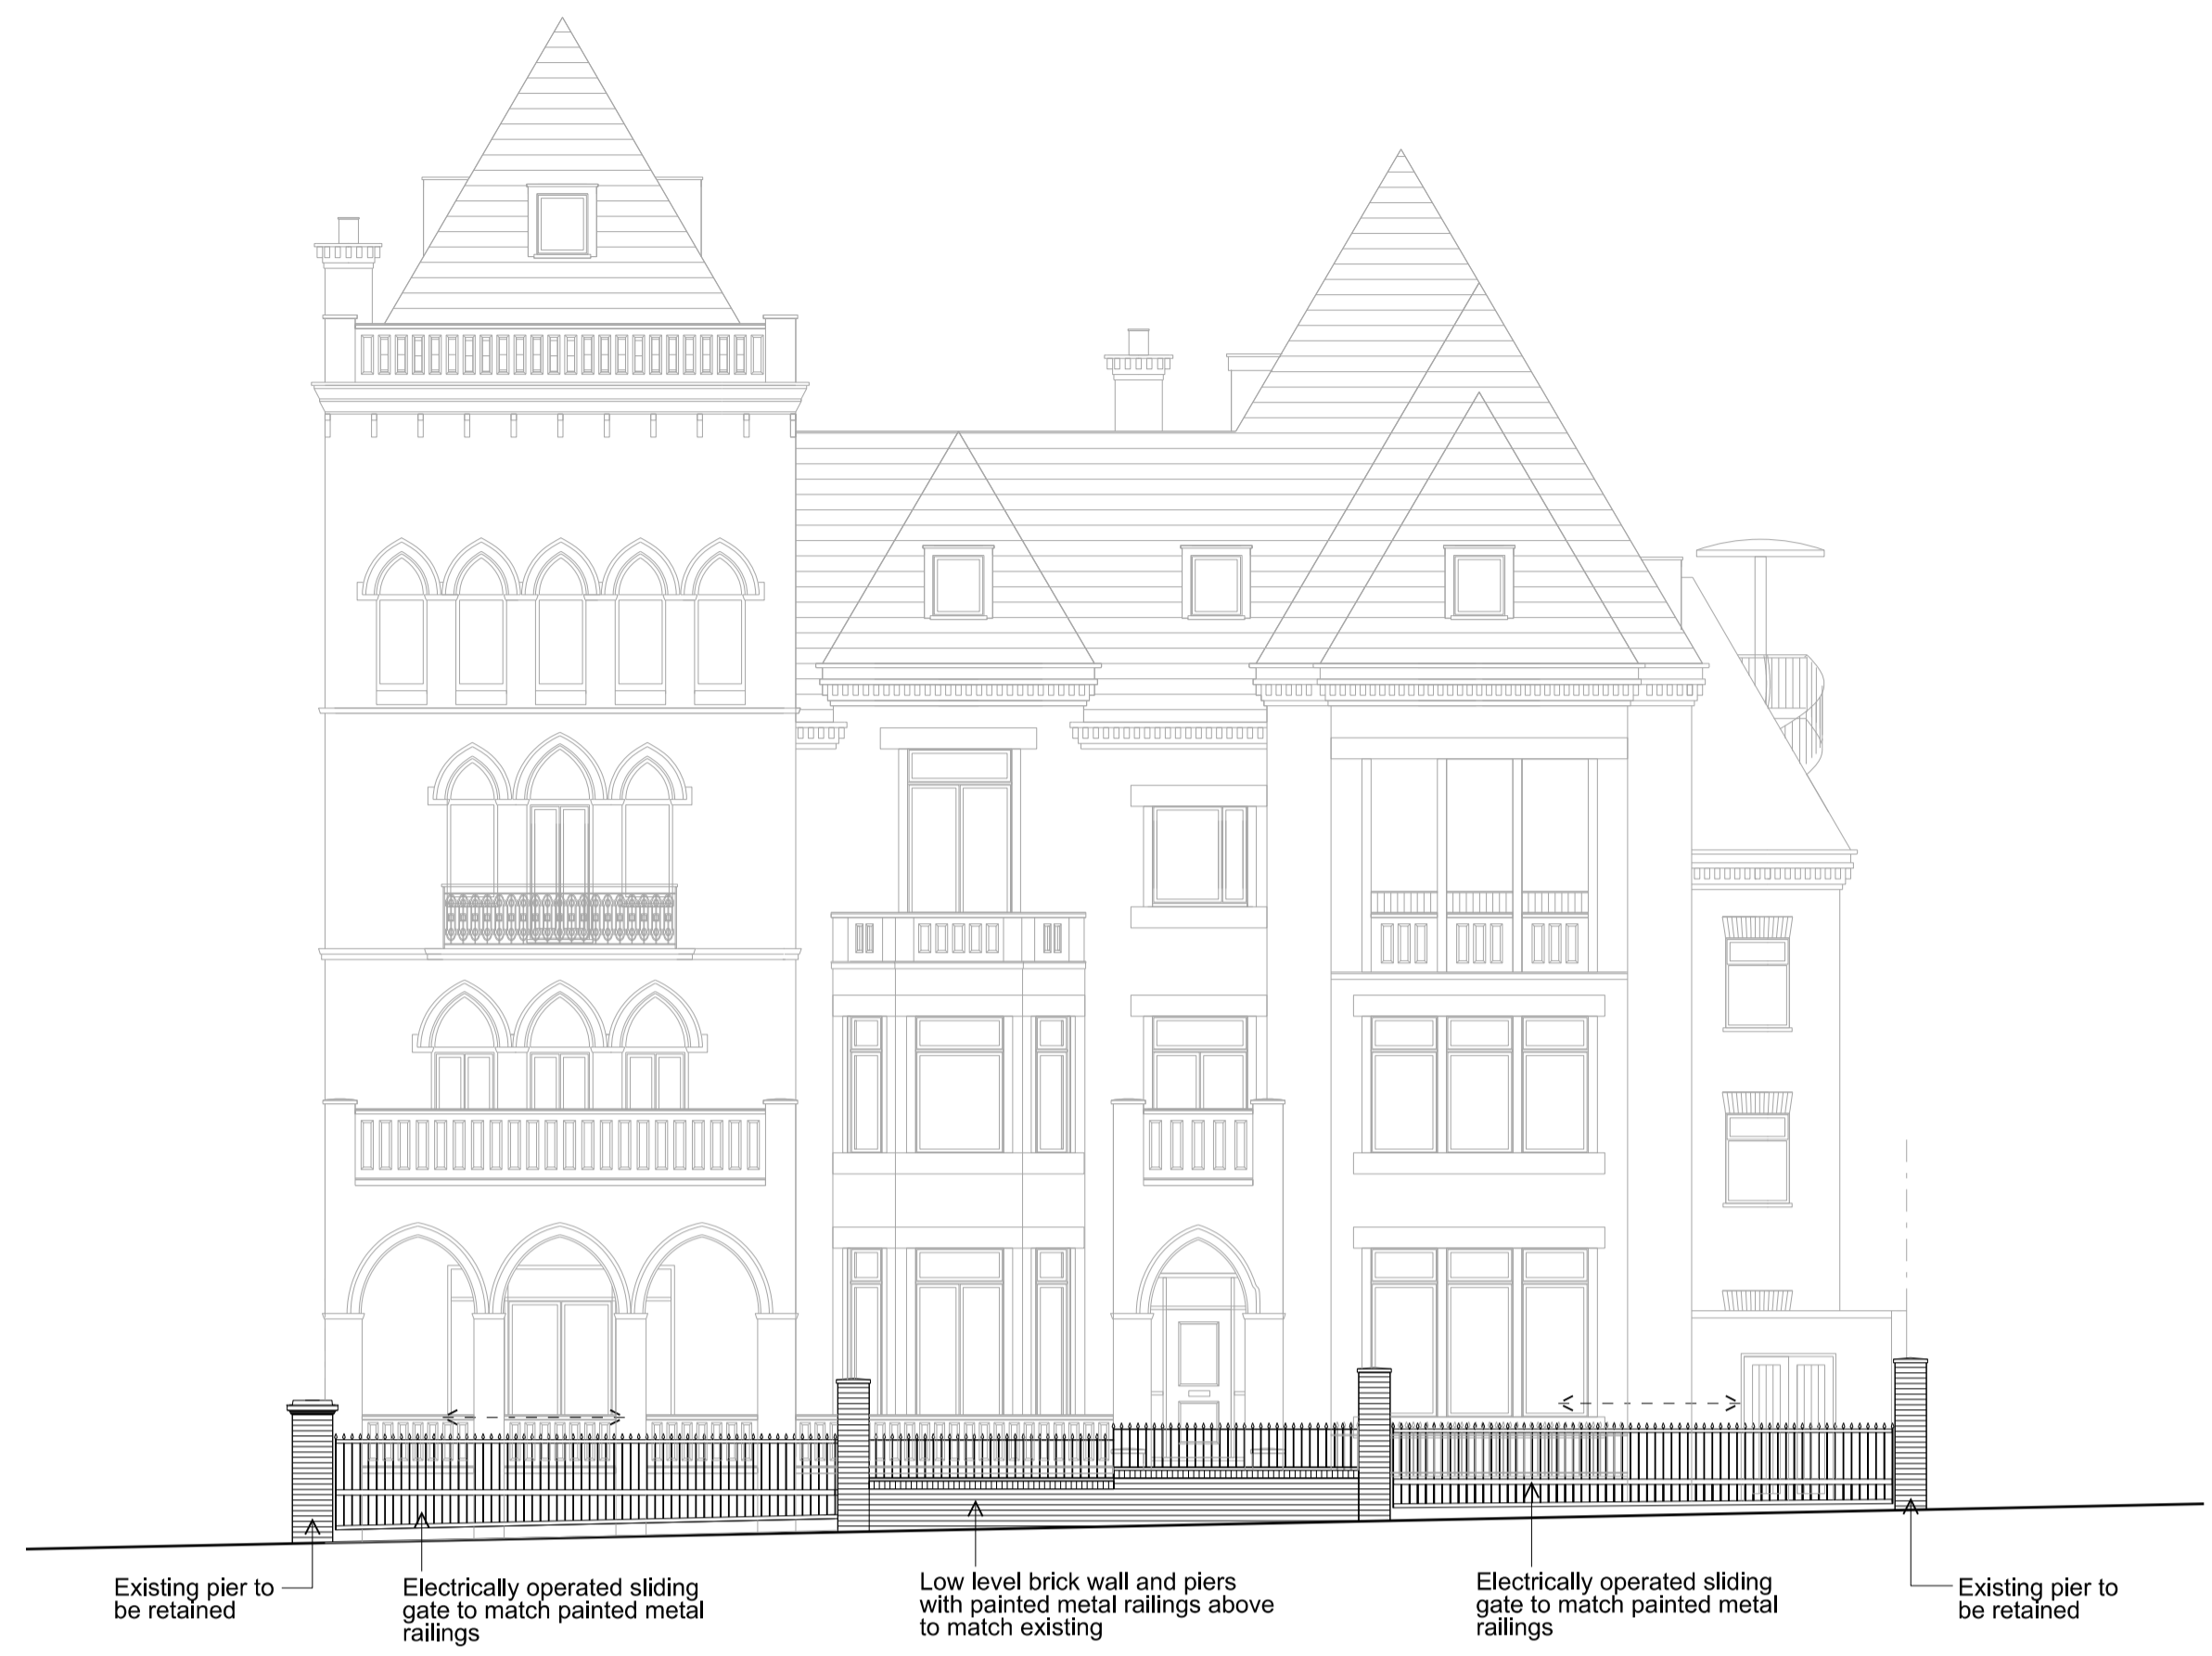 Existing pier to
be retained
Electrically operated sliding
gate to match painted metal
railings
Low level brick wall and piers
with painted metal railings above
to match existing
Electrically operated sliding
gate to match painted metal
railings
Existing pier to
be retained